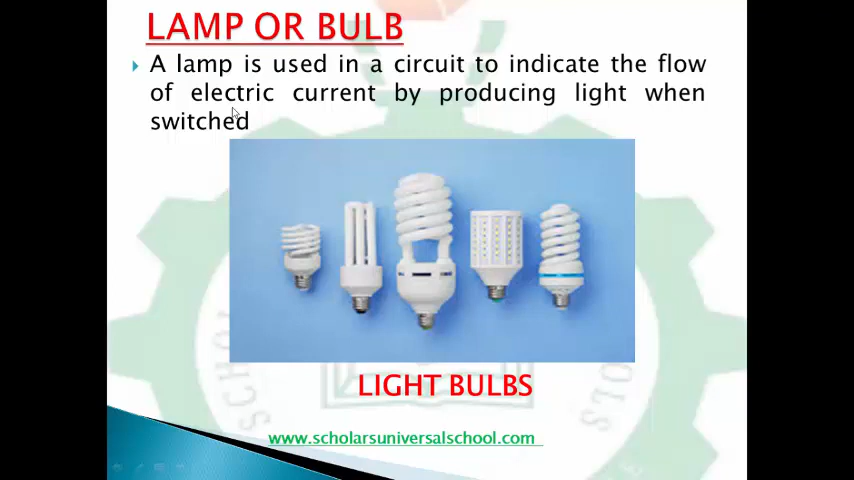 LAMP OR BULB
A lamp is used in a circuit to indicate the flow
of electric current by producing light when
switched
LIGHT BULBS
www.scholarsuniversalschool.com